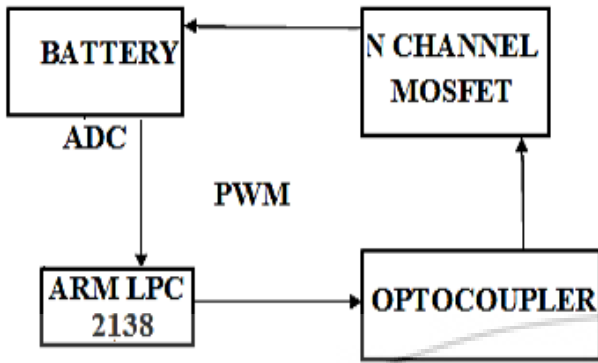 BATTERY
N CHANNEL
MOSFET
ADC
PWM
ARM LPC
2138
OPTOCOUPLER